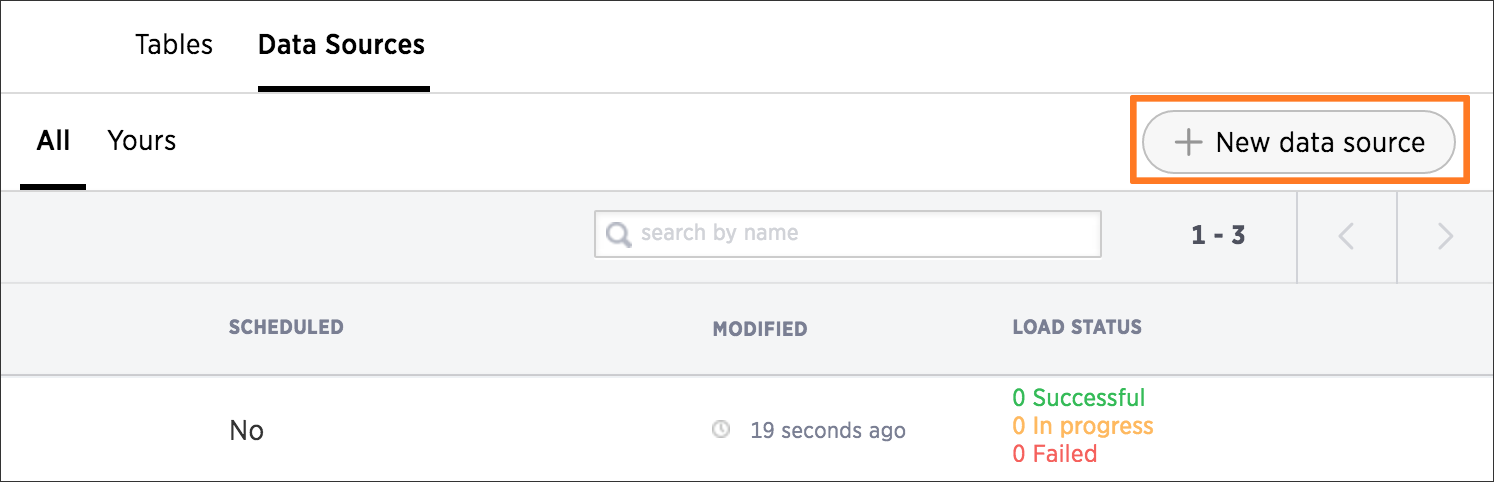 Tables Data Sources
All Yours + New data source
search by name 1 - 3
SCHEDULED MODIFIED LOAD STATUS
0 Successful
No 19 seconds ago 0 In progress
0 Failed